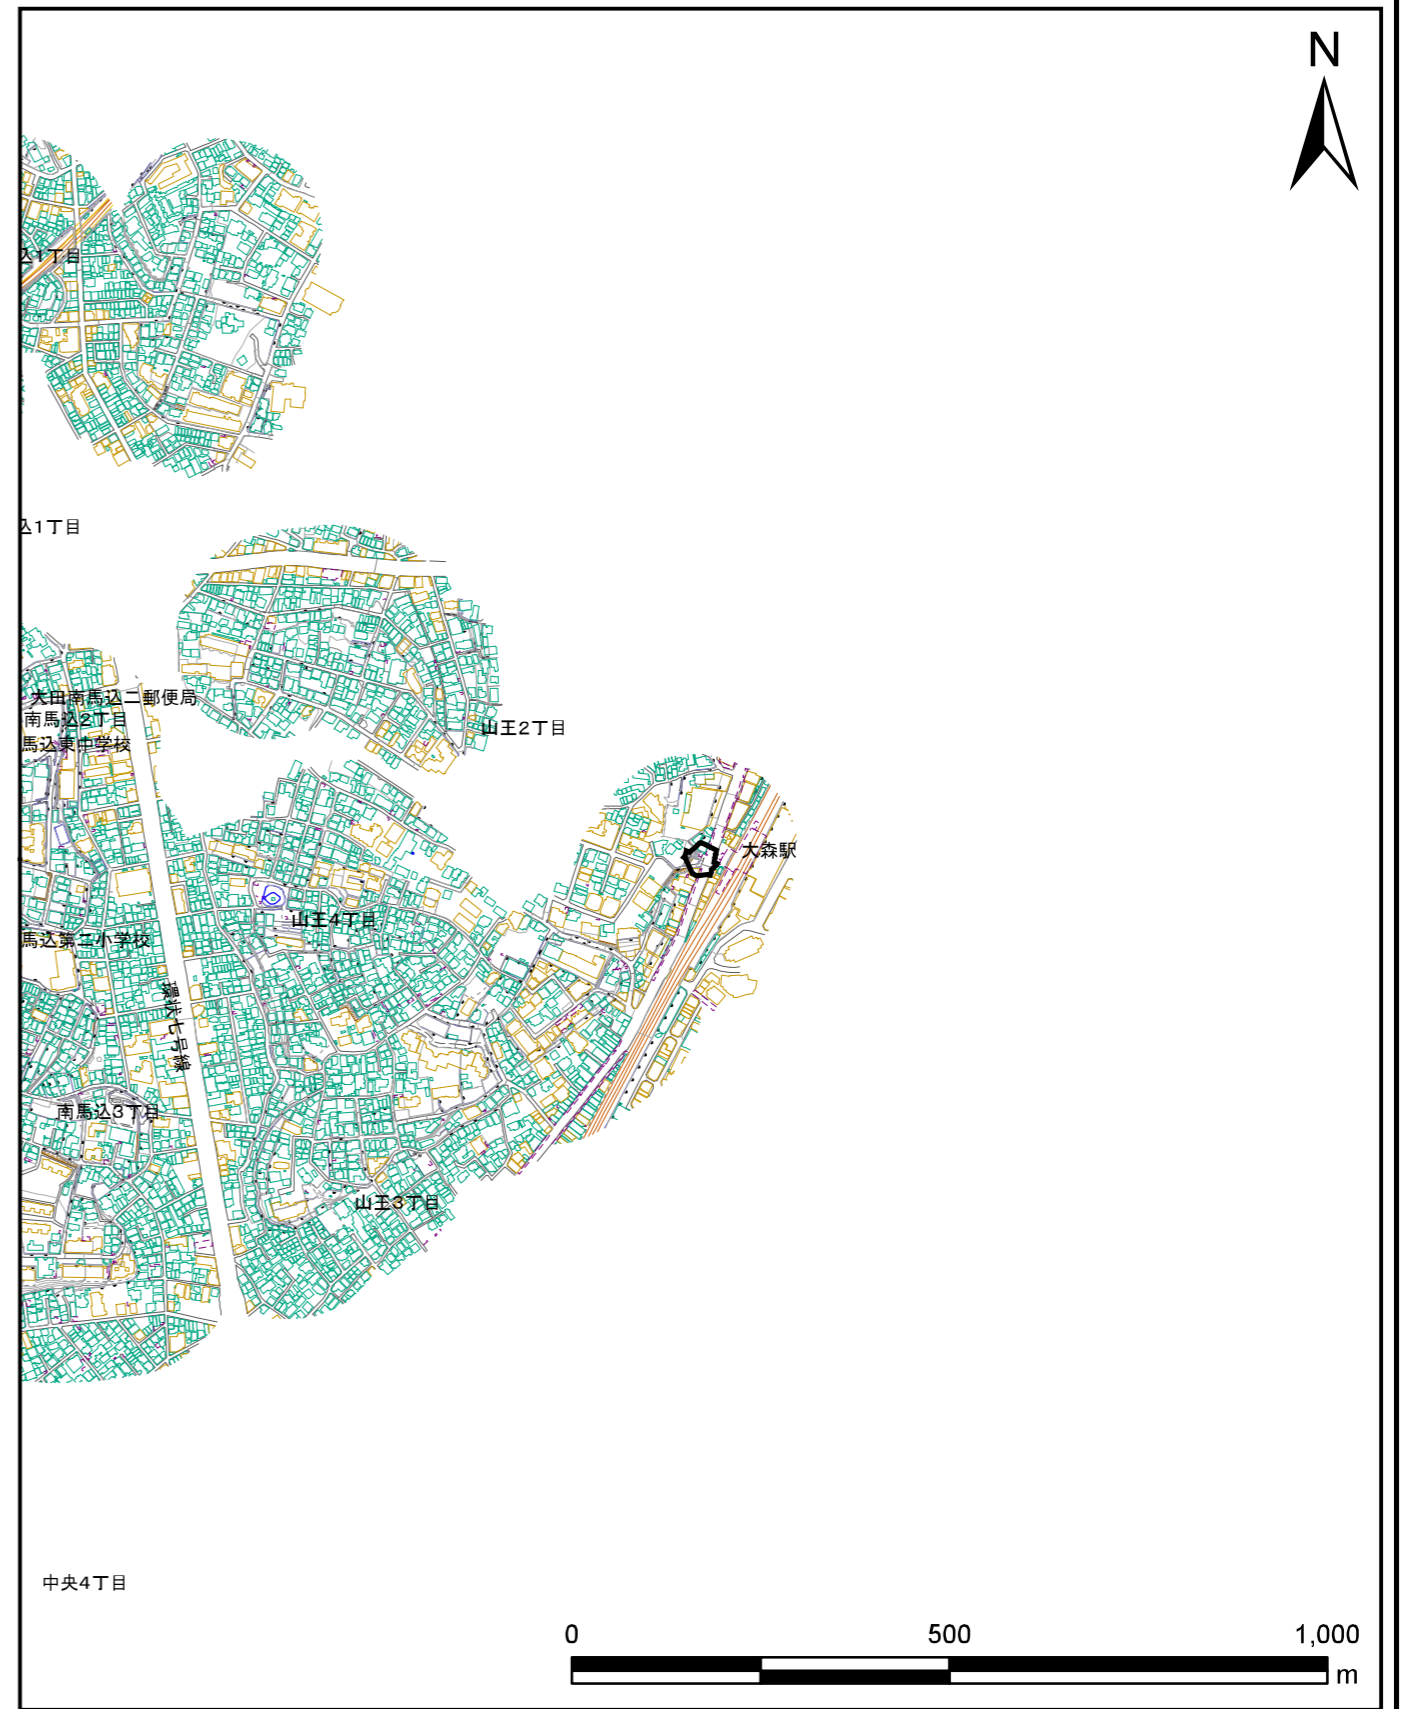 N
込1丁目
込1丁目
大田南馬込二郵便局
南馬込2丁目
馬込東中学校
山王2丁目
大森駅
山王4丁目
馬込第二小学校
環状七号線
南馬込3丁目
山王3丁目
中央4丁目
0 500 1,000
m